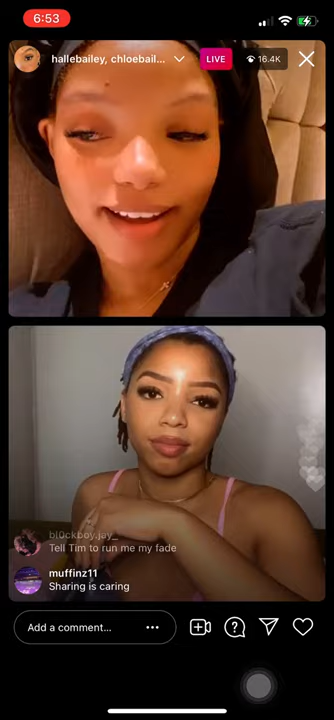 6:53
hallebailey, chloebail...
LIVE
16.4K
bl0ckboy.jay_
Tell Tim to run me my fade
muffinz11
Sharing is caring
Add a comment...